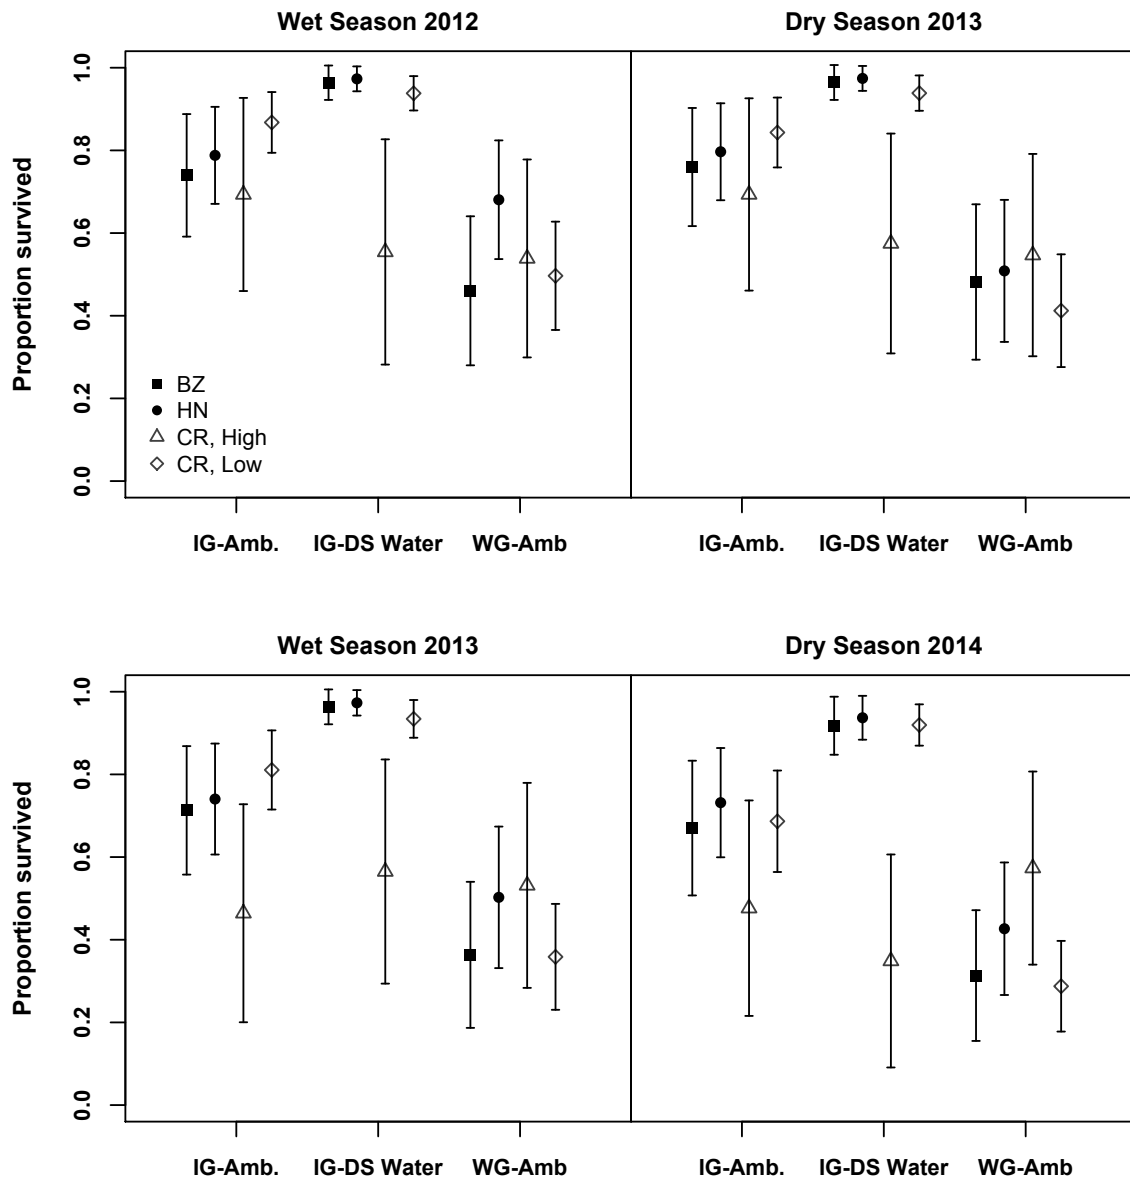 Wet Season 2012
Dry Season 2013
Proportion survived
1.0
0.8
0.6
0.4
0.2
0.0
BZ
HN
CR, High
CR, Low
IG-Amb.
IG-DS Water
WG-Amb
IG-Amb.
IG-DS Water
WG-Amb
Wet Season 2013
Dry Season 2014
Proportion survived
1.0
0.8
0.6
0.4
0.2
0.0
IG-Amb.
IG-DS Water
WG-Amb
IG-Amb.
IG-DS Water
WG-Amb